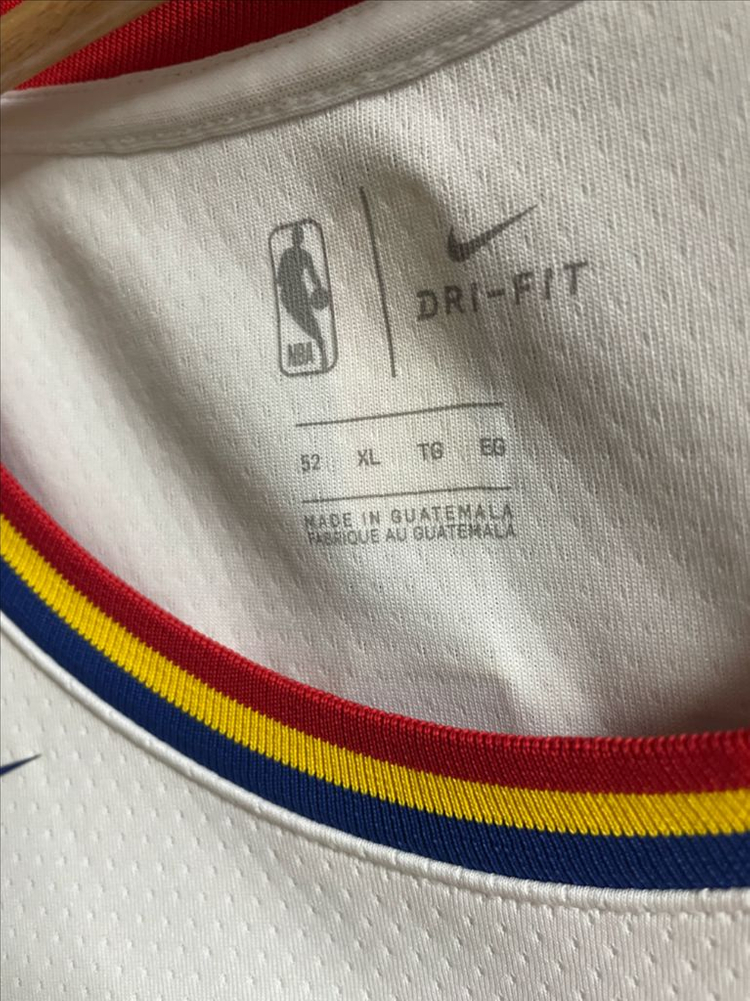 NBA
DRI-FIT
52 XL TG EG
MADE IN GUATEMALA
FABRIQUE AU GUATEMALA